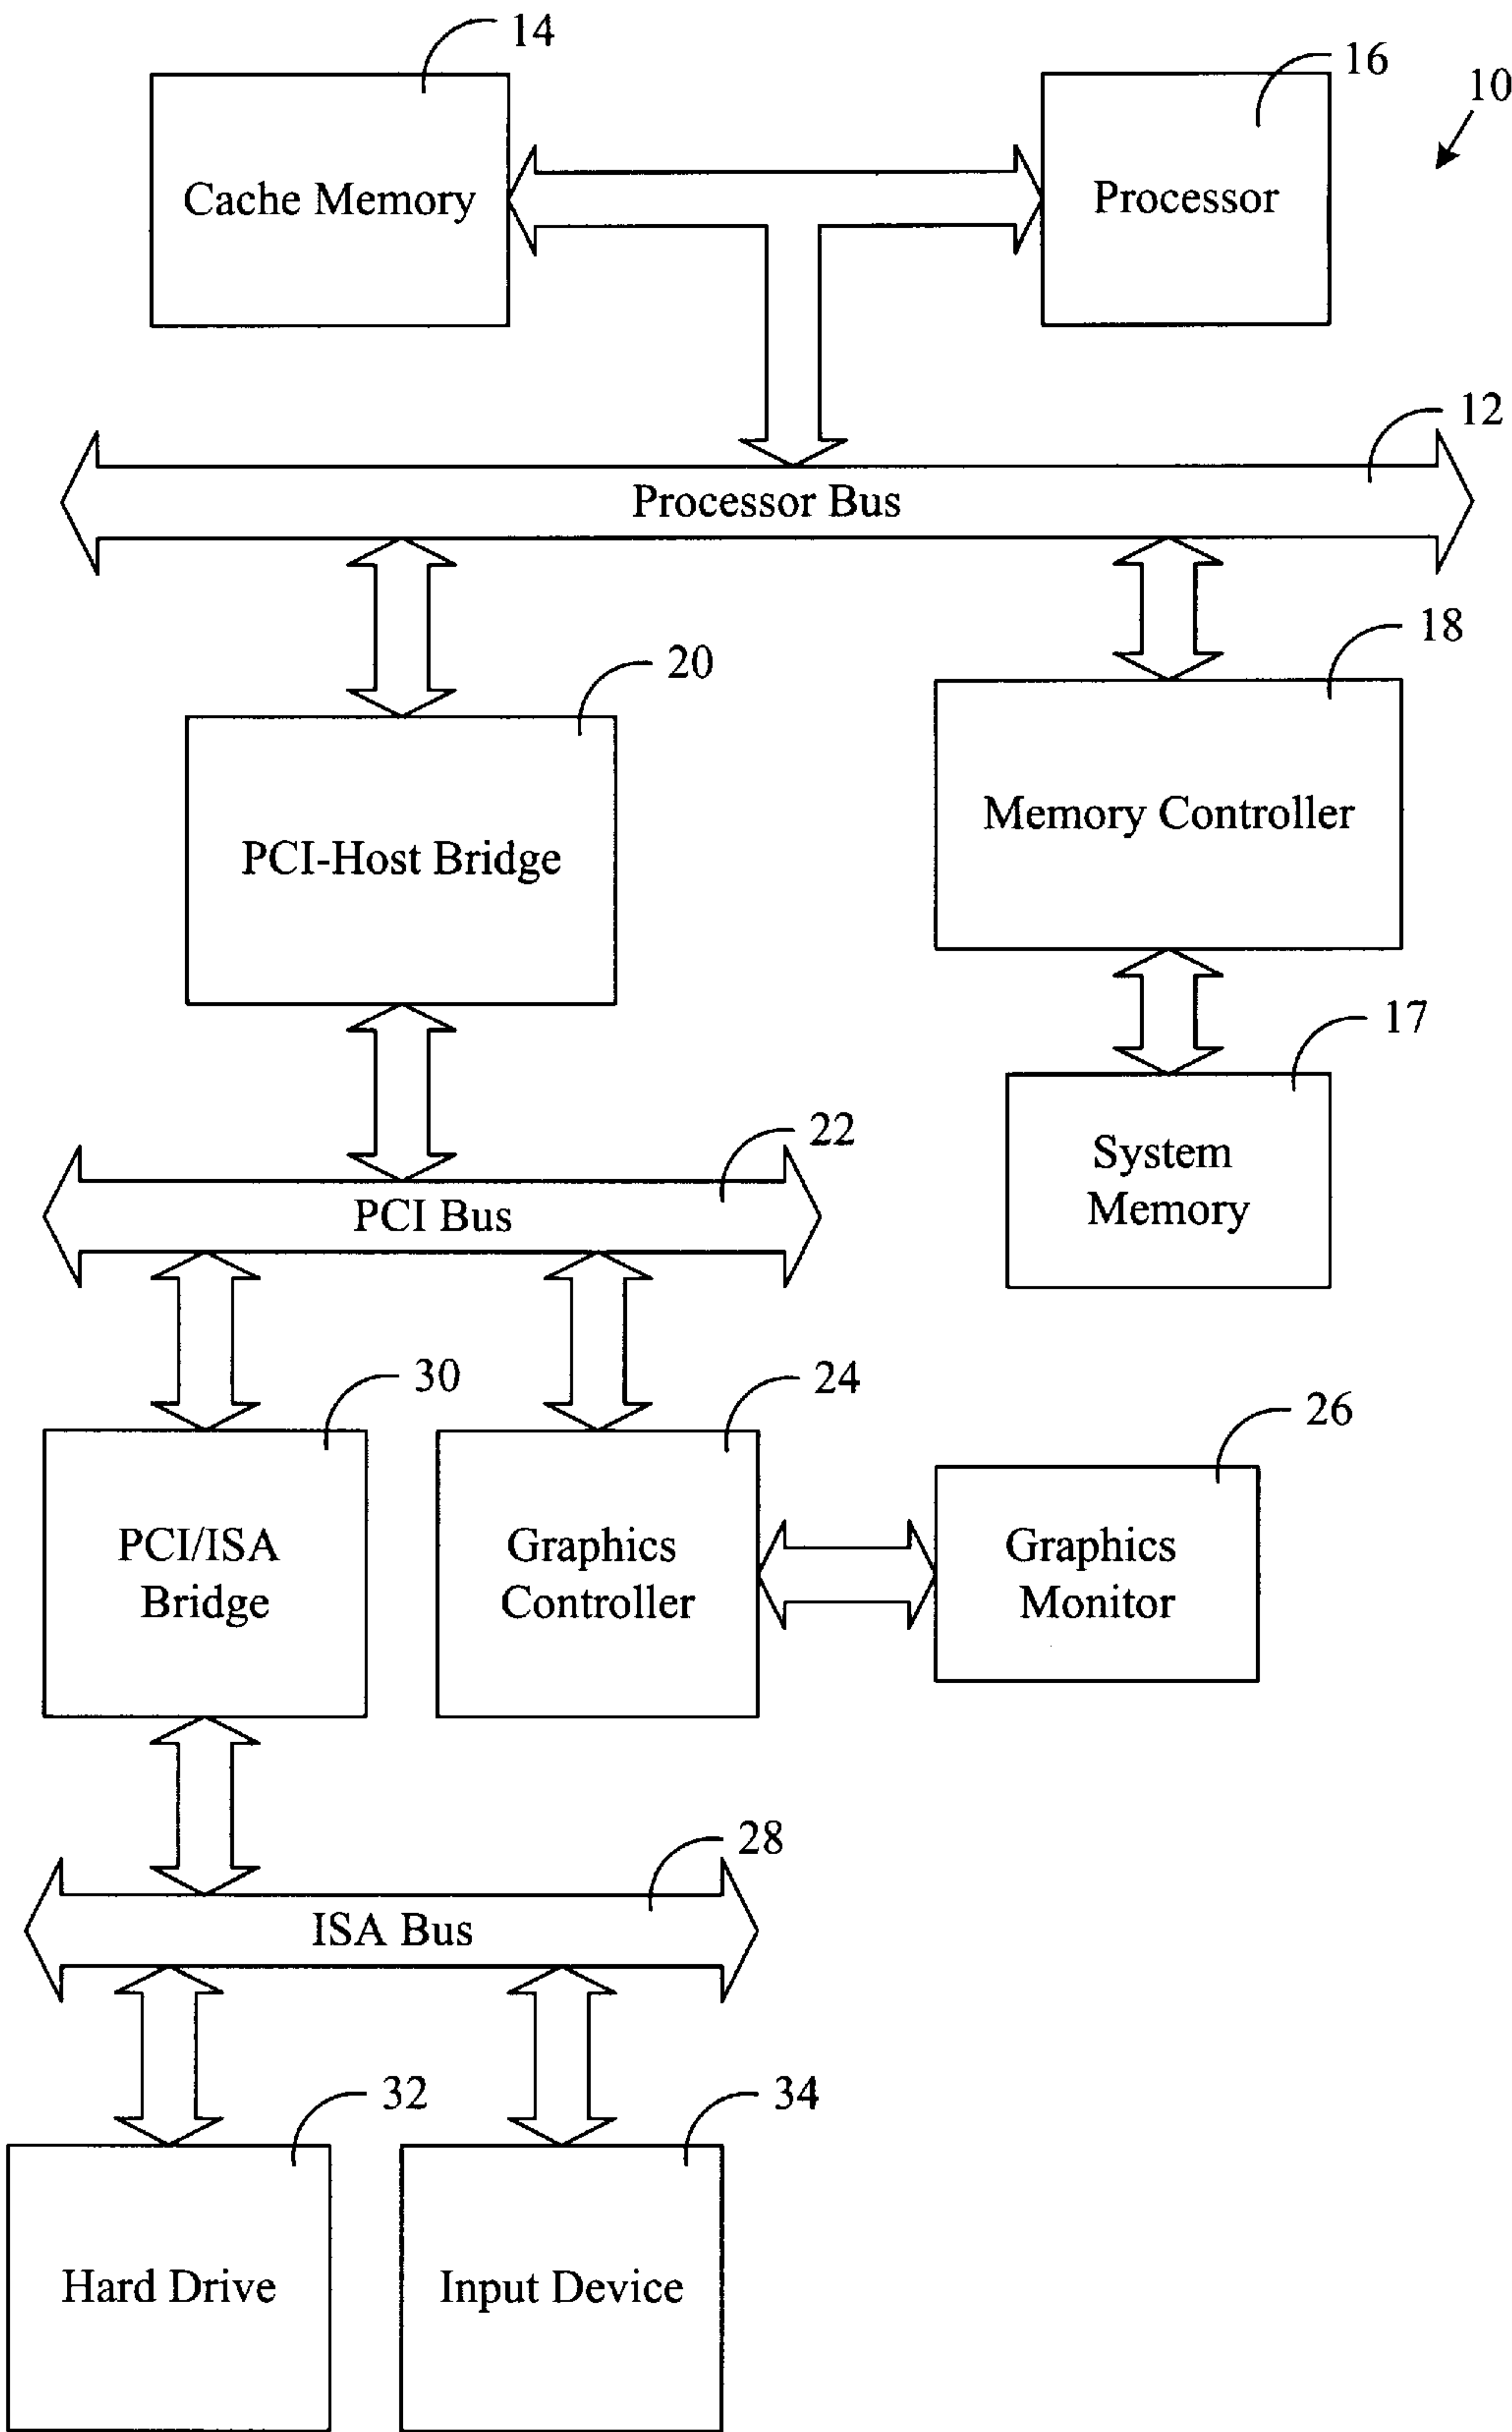 14
16
10
Cache Memory
Processor
12
Processor Bus
18
20
Memory Controller
PCI-Host Bridge
17
System
Memory
22
PCI Bus
30
24
26
PCI/ISA
Bridge
Graphics
Controller
Graphics
Monitor
28
ISA Bus
32
34
Hard Drive
Input Device